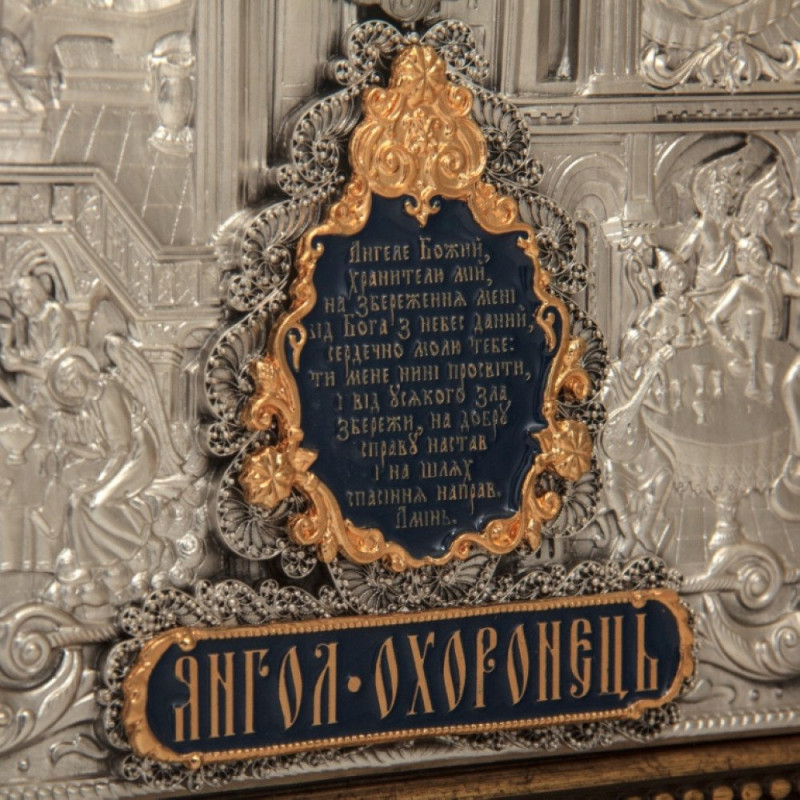 Ангеле Божий,
хранителю мій,
на збереження мені
від Бога з небес даний,
сердечно молю тебе:
ти мене нині просвіти,
і від усякого зла
збережи, на добру
справу настав
і на шлях
спасіння направ.
Амінь.
ЯНГОЛ·ОХОРОНЕЦЬ